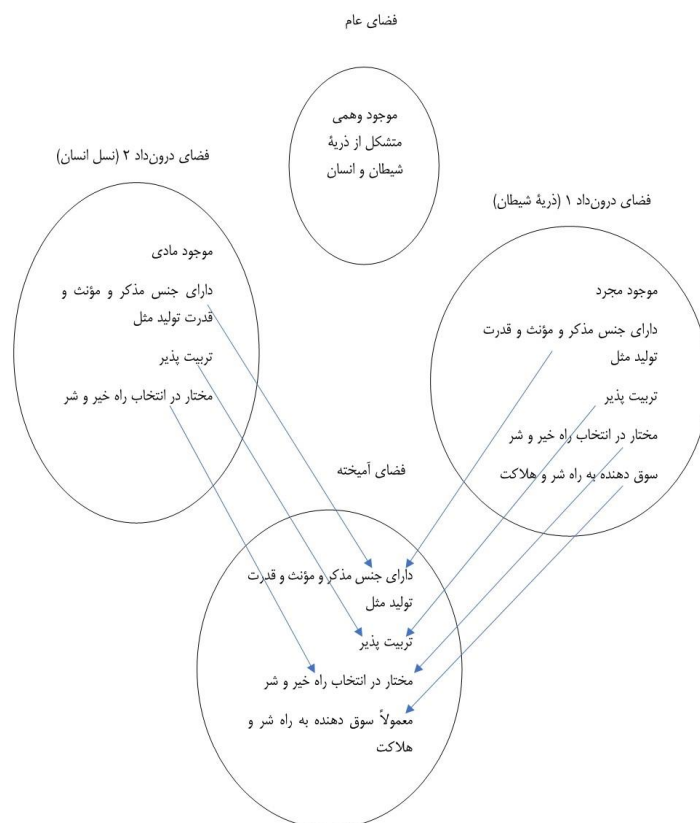 فضای عام
موجود وهمی
متشکل از ذریهٔ
شیطان و انسان
فضای درون‌داد ۱ (ذریهٔ شیطان)
موجود مجرد
دارای جنس مذکر و مؤنث و قدرت
تولید مثل
تربیت پذیر
مختار در انتخاب راه خیر و شر
سوق دهنده به راه شر و هلاکت
فضای درون‌داد ۲ (نسل انسان)
موجود مادی
دارای جنس مذکر و مؤنث و
قدرت تولید مثل
تربیت پذیر
مختار در انتخاب راه خیر و شر
فضای آمیخته
دارای جنس مذکر و مؤنث و قدرت
تولید مثل
تربیت پذیر
مختار در انتخاب راه خیر و شر
معمولاً سوق دهنده به راه شر و
هلاکت